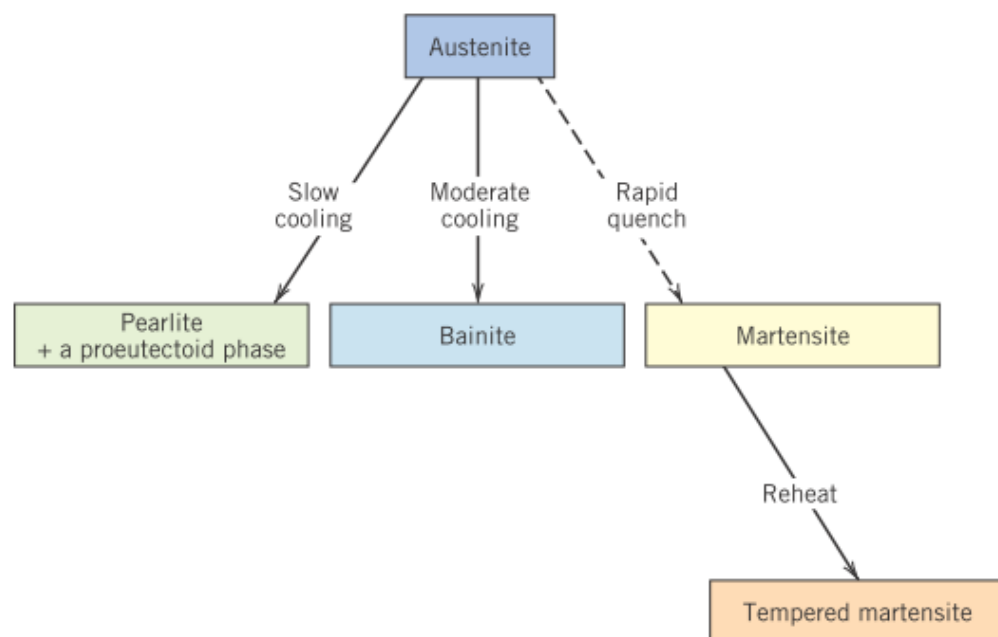 Austenite
Slow
cooling
Moderate
cooling
Rapid
quench
Pearlite
+ a proeutectoid phase
Bainite
Martensite
Reheat
Tempered martensite